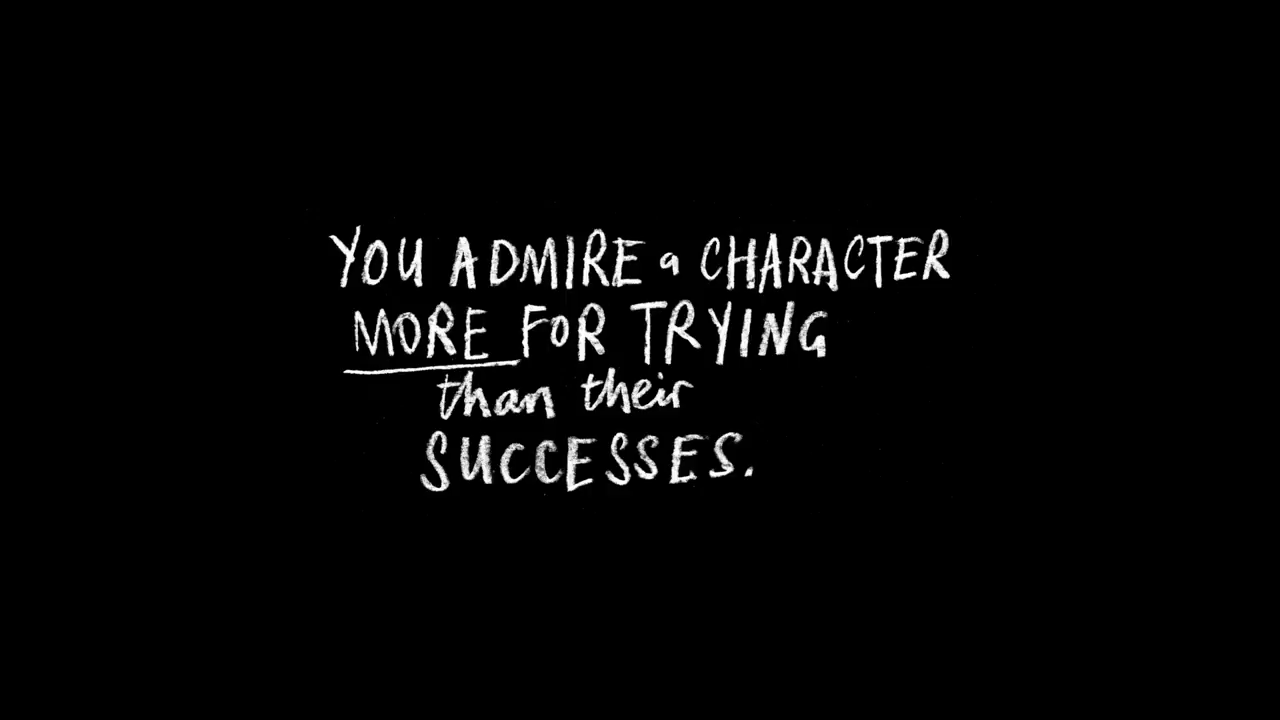 YOU ADMIRE a CHARACTER
MORE FOR TRYING
than their
SUCCESSES.